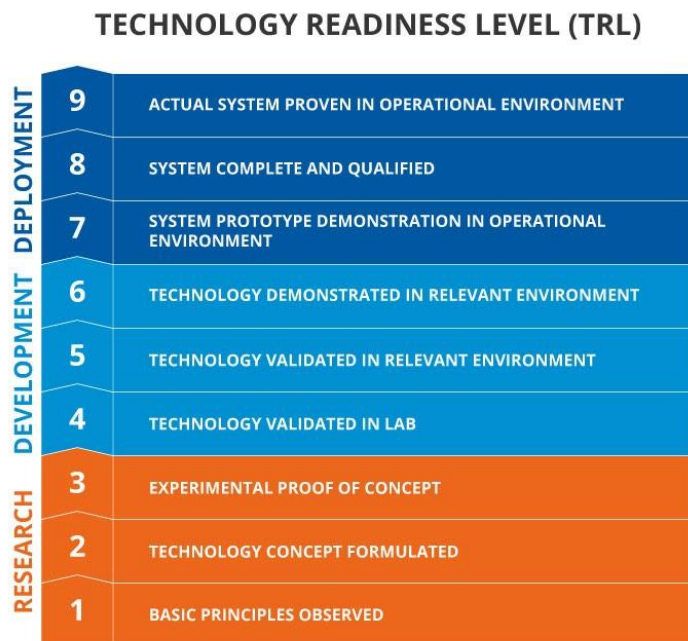 TECHNOLOGY READINESS LEVEL (TRL)
DEPLOYMENT
9
ACTUAL SYSTEM PROVEN IN OPERATIONAL ENVIRONMENT
8
SYSTEM COMPLETE AND QUALIFIED
7
SYSTEM PROTOTYPE DEMONSTRATION IN OPERATIONAL
ENVIRONMENT
DEVELOPMENT
6
TECHNOLOGY DEMONSTRATED IN RELEVANT ENVIRONMENT
5
TECHNOLOGY VALIDATED IN RELEVANT ENVIRONMENT
4
TECHNOLOGY VALIDATED IN LAB
RESEARCH
3
EXPERIMENTAL PROOF OF CONCEPT
2
TECHNOLOGY CONCEPT FORMULATED
1
BASIC PRINCIPLES OBSERVED